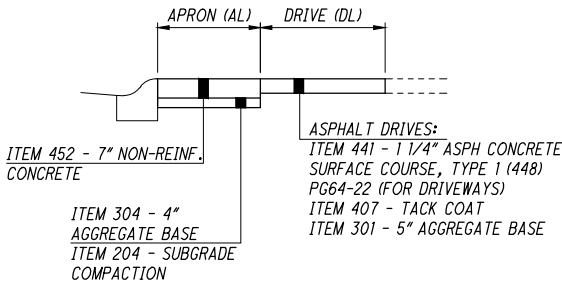 APRON (AL)
DRIVE (DL)
ITEM 452 - 7" NON-REINF.
CONCRETE
ITEM 304 - 4"
AGGREGATE BASE
ITEM 204 - SUBGRADE
COMPACTION
ASPHALT DRIVES:
ITEM 441 - 1 1/4" ASPH CONCRETE
SURFACE COURSE, TYPE 1 (448)
PG64-22 (FOR DRIVEWAYS)
ITEM 407 - TACK COAT
ITEM 301 - 5" AGGREGATE BASE